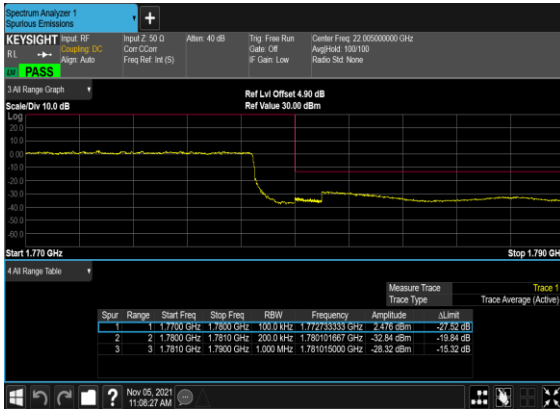 Spectrum Analyzer 1
Spurious Emissions
+
KEYSIGHT Input: RF Input Z: 50 Ω Atten: 40 dB Trig: Free Run Center Freq: 22.005000000 GHz
RL Coupling: DC Corr CCorr Gate: Off Avg|Hold: 100/100
Align: Auto Freq Ref: Int (S) IF Gain: Low Radio Std: None
PASS
3 All Range Graph
Ref Lvl Offset 4.90 dB
Scale/Div 10.0 dB Ref Value 30.00 dBm
Log
20.0
10.0
0.00
-10.0
-20.0
-30.0
-40.0
-50.0
-60.0
Start 1.770 GHz Stop 1.790 GH
4 All Range Table
Measure Trace Trace 1
Trace Type Trace Average (Active)
Spur Range Start Freq Stop Freq RBW Frequency Amplitude ΔLimit
1 1 1.7700 GHz 1.7800 GHz 100.0 kHz 1.772733333 GHz 2.476 dBm -27.52 dB
2 2 1.7800 GHz 1.7810 GHz 200.0 kHz 1.780101667 GHz -32.84 dBm -19.84 dB
3 3 1.7810 GHz 1.7900 GHz 1.000 MHz 1.781015000 GHz -28.32 dBm -15.32 dB
? Nov 05, 2021
11:08:27 AM